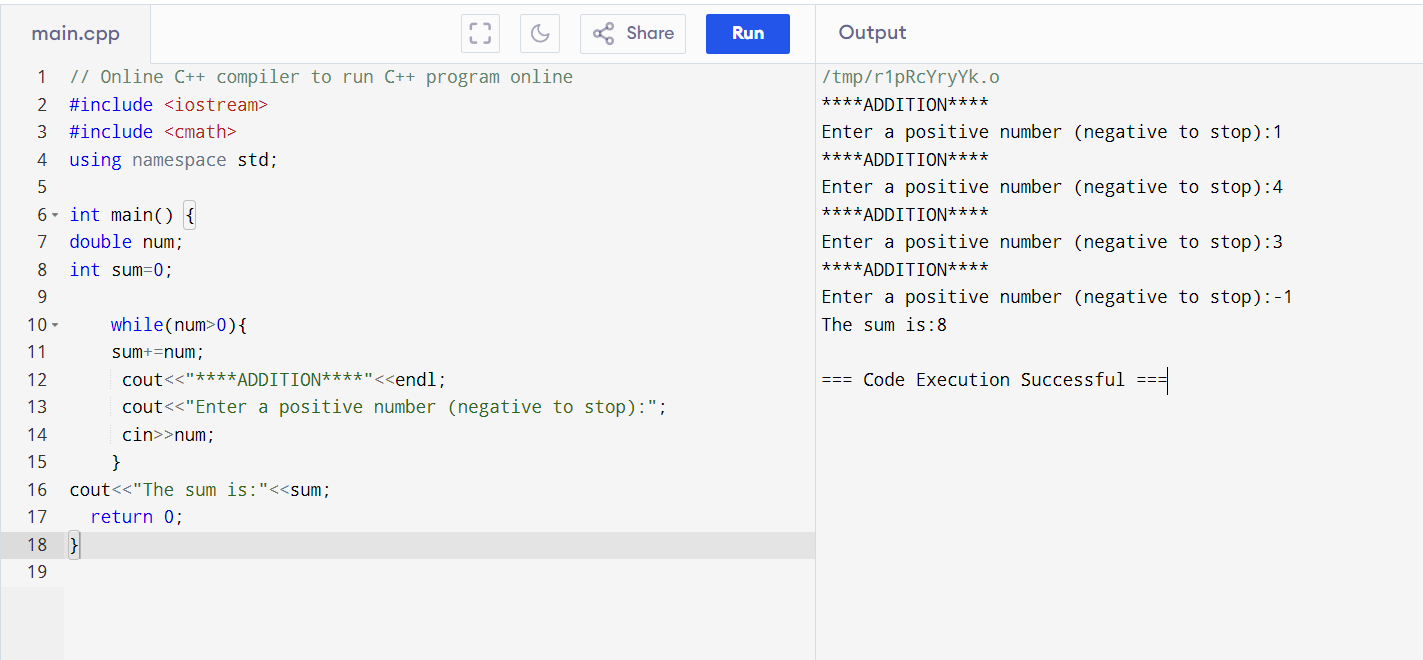 main.cpp
Share
Run
Output
1 // Online C++ compiler to run C++ program online
2 #include <iostream>
3 #include <cmath>
4 using namespace std;
5
6 int main() {
7 double num;
8 int sum=0;
9
10 while(num>0){
11 sum+=num;
12 cout<<"****ADDITION****"<<endl;
13 cout<<"Enter a positive number (negative to stop):";
14 cin>>num;
15 }
16 cout<<"The sum is:"<<sum;
17 return 0;
18 }
19
/tmp/r1pRcYryYk.o
****ADDITION****
Enter a positive number (negative to stop):1
****ADDITION****
Enter a positive number (negative to stop):4
****ADDITION****
Enter a positive number (negative to stop):3
****ADDITION****
Enter a positive number (negative to stop):-1
The sum is:8
=== Code Execution Successful ===